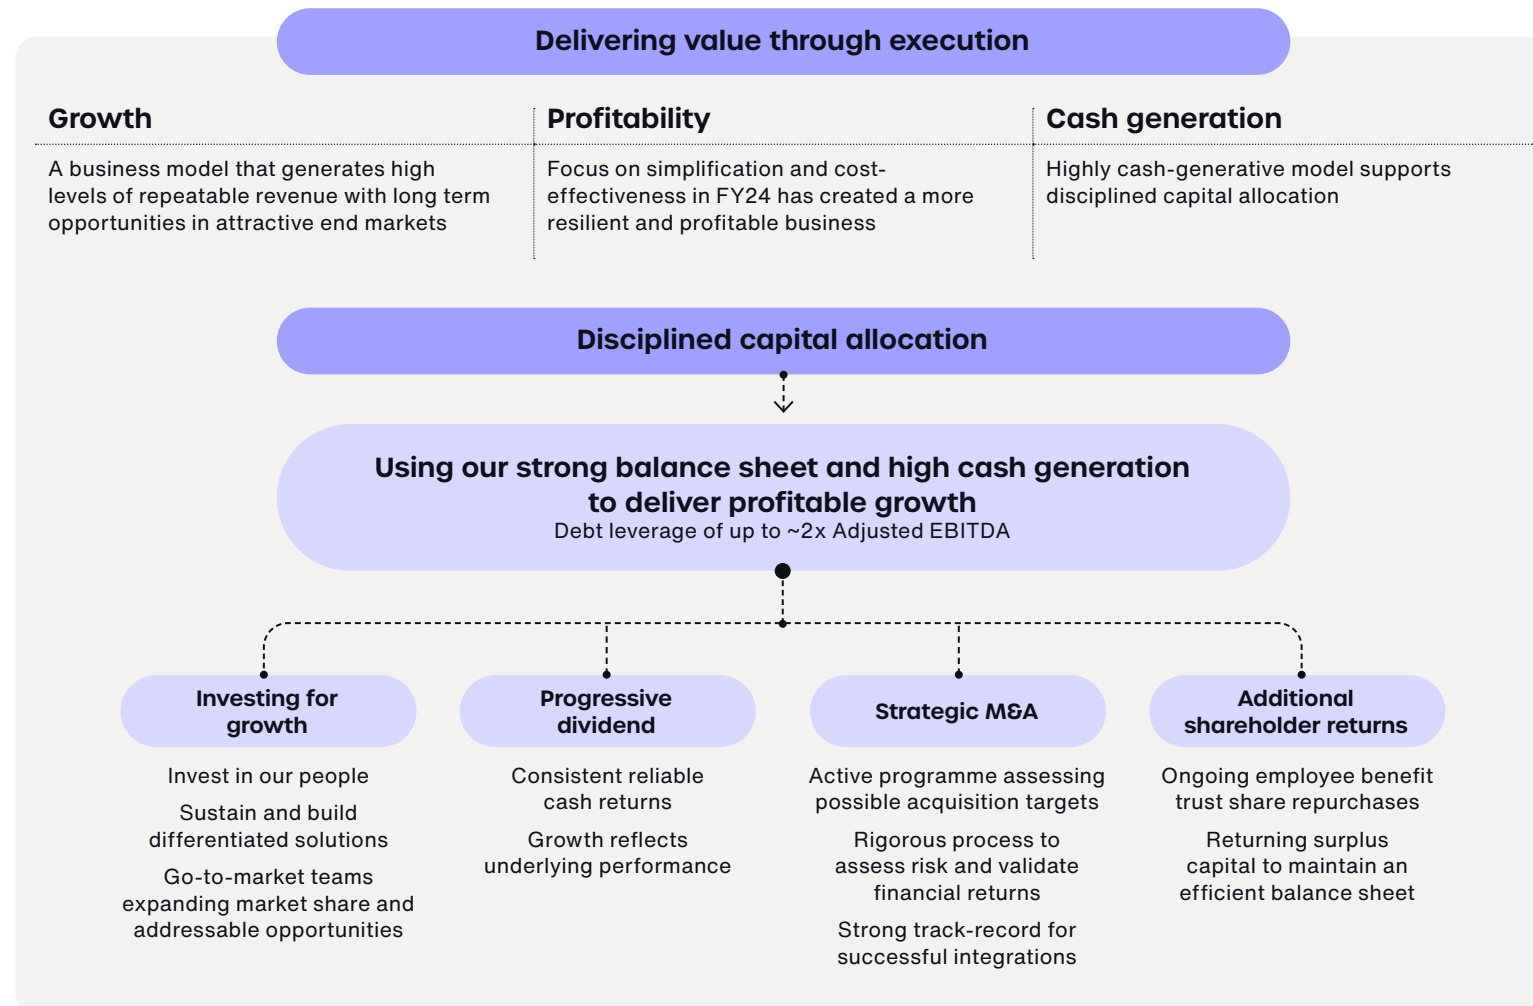 Delivering value through execution
Growth
A business model that generates high
levels of repeatable revenue with long term
opportunities in attractive end markets
Profitability
Focus on simplification and cost-
effectiveness in FY24 has created a more
resilient and profitable business
Cash generation
Highly cash-generative model supports
disciplined capital allocation
Disciplined capital allocation
Using our strong balance sheet and high cash generation
to deliver profitable growth
Debt leverage of up to ~2x Adjusted EBITDA
Investing for
growth
Invest in our people
Sustain and build
differentiated solutions
Go-to-market teams
expanding market share and
addressable opportunities
Progressive
dividend
Consistent reliable
cash returns
Growth reflects
underlying performance
Strategic M&A
Active programme assessing
possible acquisition targets
Rigorous process to
assess risk and validate
financial returns
Strong track-record for
successful integrations
Additional
shareholder returns
Ongoing employee benefit
trust share repurchases
Returning surplus
capital to maintain an
efficient balance sheet